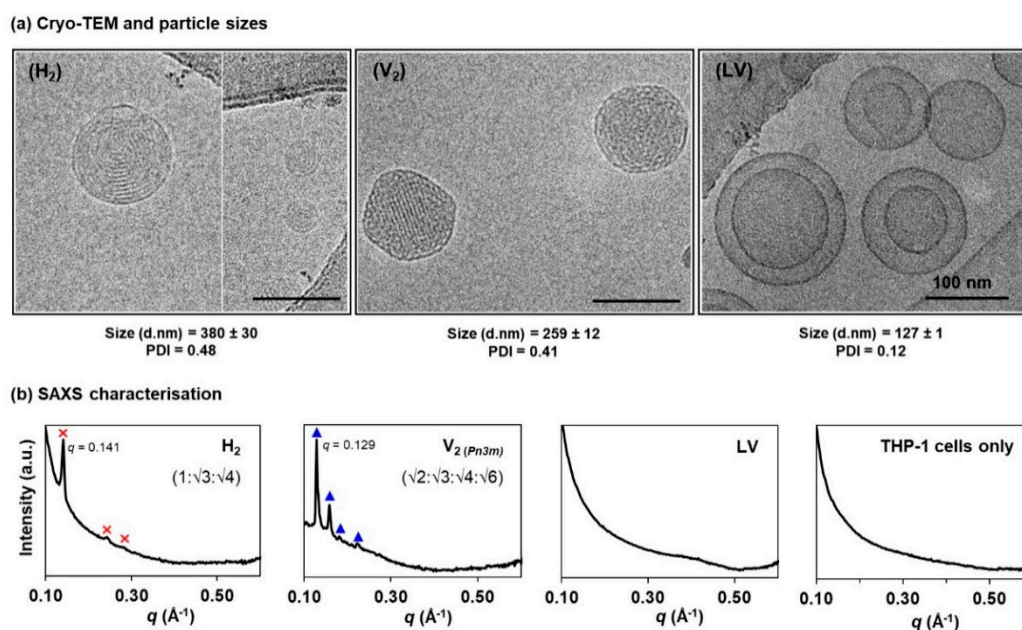 (a) Cryo-TEM and particle sizes
(H₂)
(V₂)
(LV)
100 nm
Size (d.nm) = 380 ± 30
PDI = 0.48
Size (d.nm) = 259 ± 12
PDI = 0.41
Size (d.nm) = 127 ± 1
PDI = 0.12
(b) SAXS characterisation
Intensity (a.u.)
q = 0.141
H₂
(1:√3:√4)
0.10
0.30
0.50
q (Å⁻¹)
q = 0.129
V₂ (Pn3m)
(√2:√3:√4:√6)
0.10
0.30
0.50
q (Å⁻¹)
LV
0.10
0.30
0.50
q (Å⁻¹)
THP-1 cells only
0.10
0.30
0.50
q (Å⁻¹)